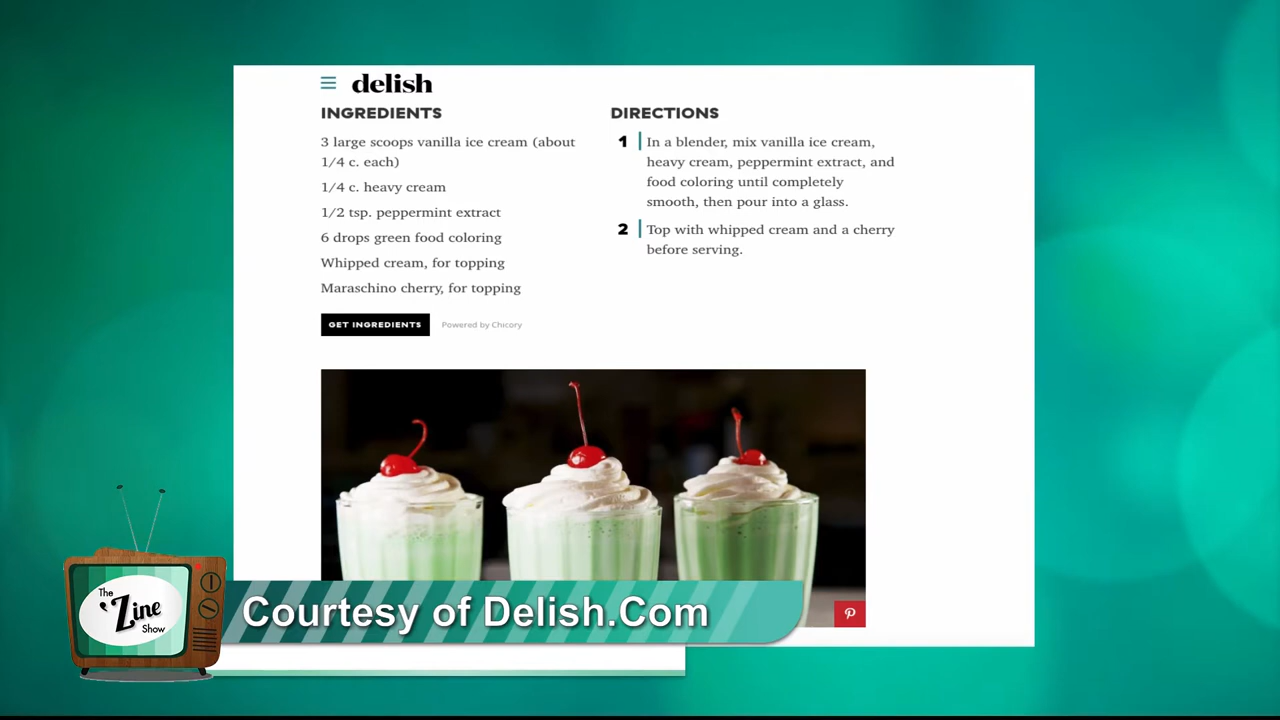 delish
INGREDIENTS
3 large scoops vanilla ice cream (about
1/4 c. each)
1/4 c. heavy cream
1/2 tsp. peppermint extract
6 drops green food coloring
Whipped cream, for topping
Maraschino cherry, for topping
GET INGREDIENTS
Powered by Chicory
DIRECTIONS
1 In a blender, mix vanilla ice cream,
heavy cream, peppermint extract, and
food coloring until completely
smooth, then pour into a glass.
2 Top with whipped cream and a cherry
before serving.
The
'Zine
Show
Courtesy of Delish.Com